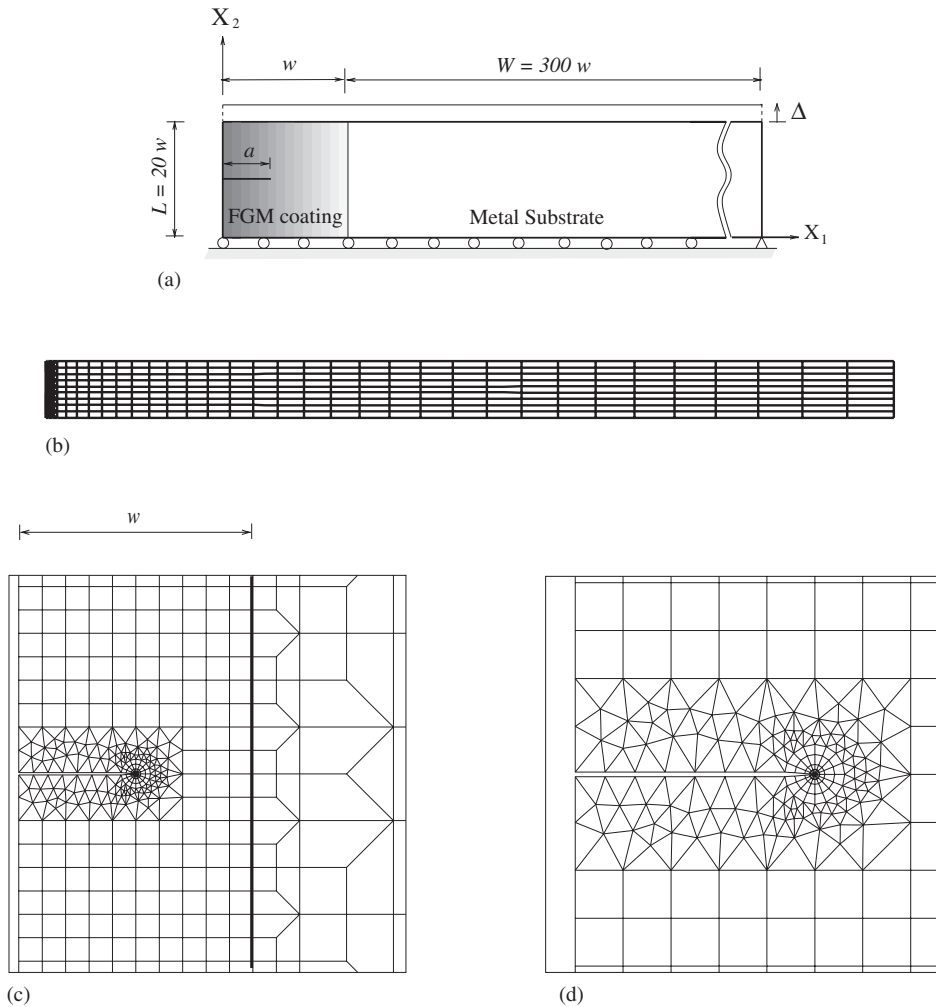 X₂
w
W = 300 w
Δ
L = 20 w
a
FGM coating
Metal Substrate
X₁
(a)
(b)
w
(c)
(d)